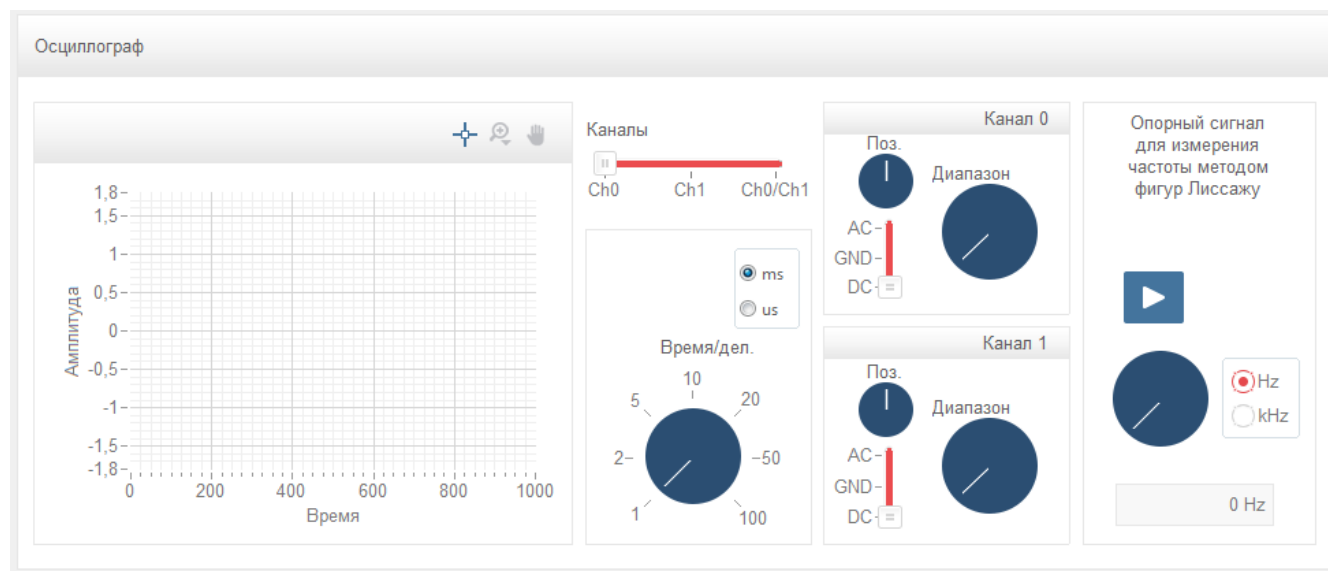 Осциллограф
Амплитуда
1,8
1,5
1
0,5
0
-0,5
-1
-1,5
-1,8
0 200 400 600 800 1000
Время
Каналы
Ch0 Ch1 Ch0/Ch1
ms
us
Время/дел.
1 2 5 10 20 50 100
Канал 0
Поз.
Диапазон
AC
GND
DC
Канал 1
Поз.
Диапазон
AC
GND
DC
Опорный сигнал
для измерения
частоты методом
фигур Лиссажу
Hz
kHz
0 Hz